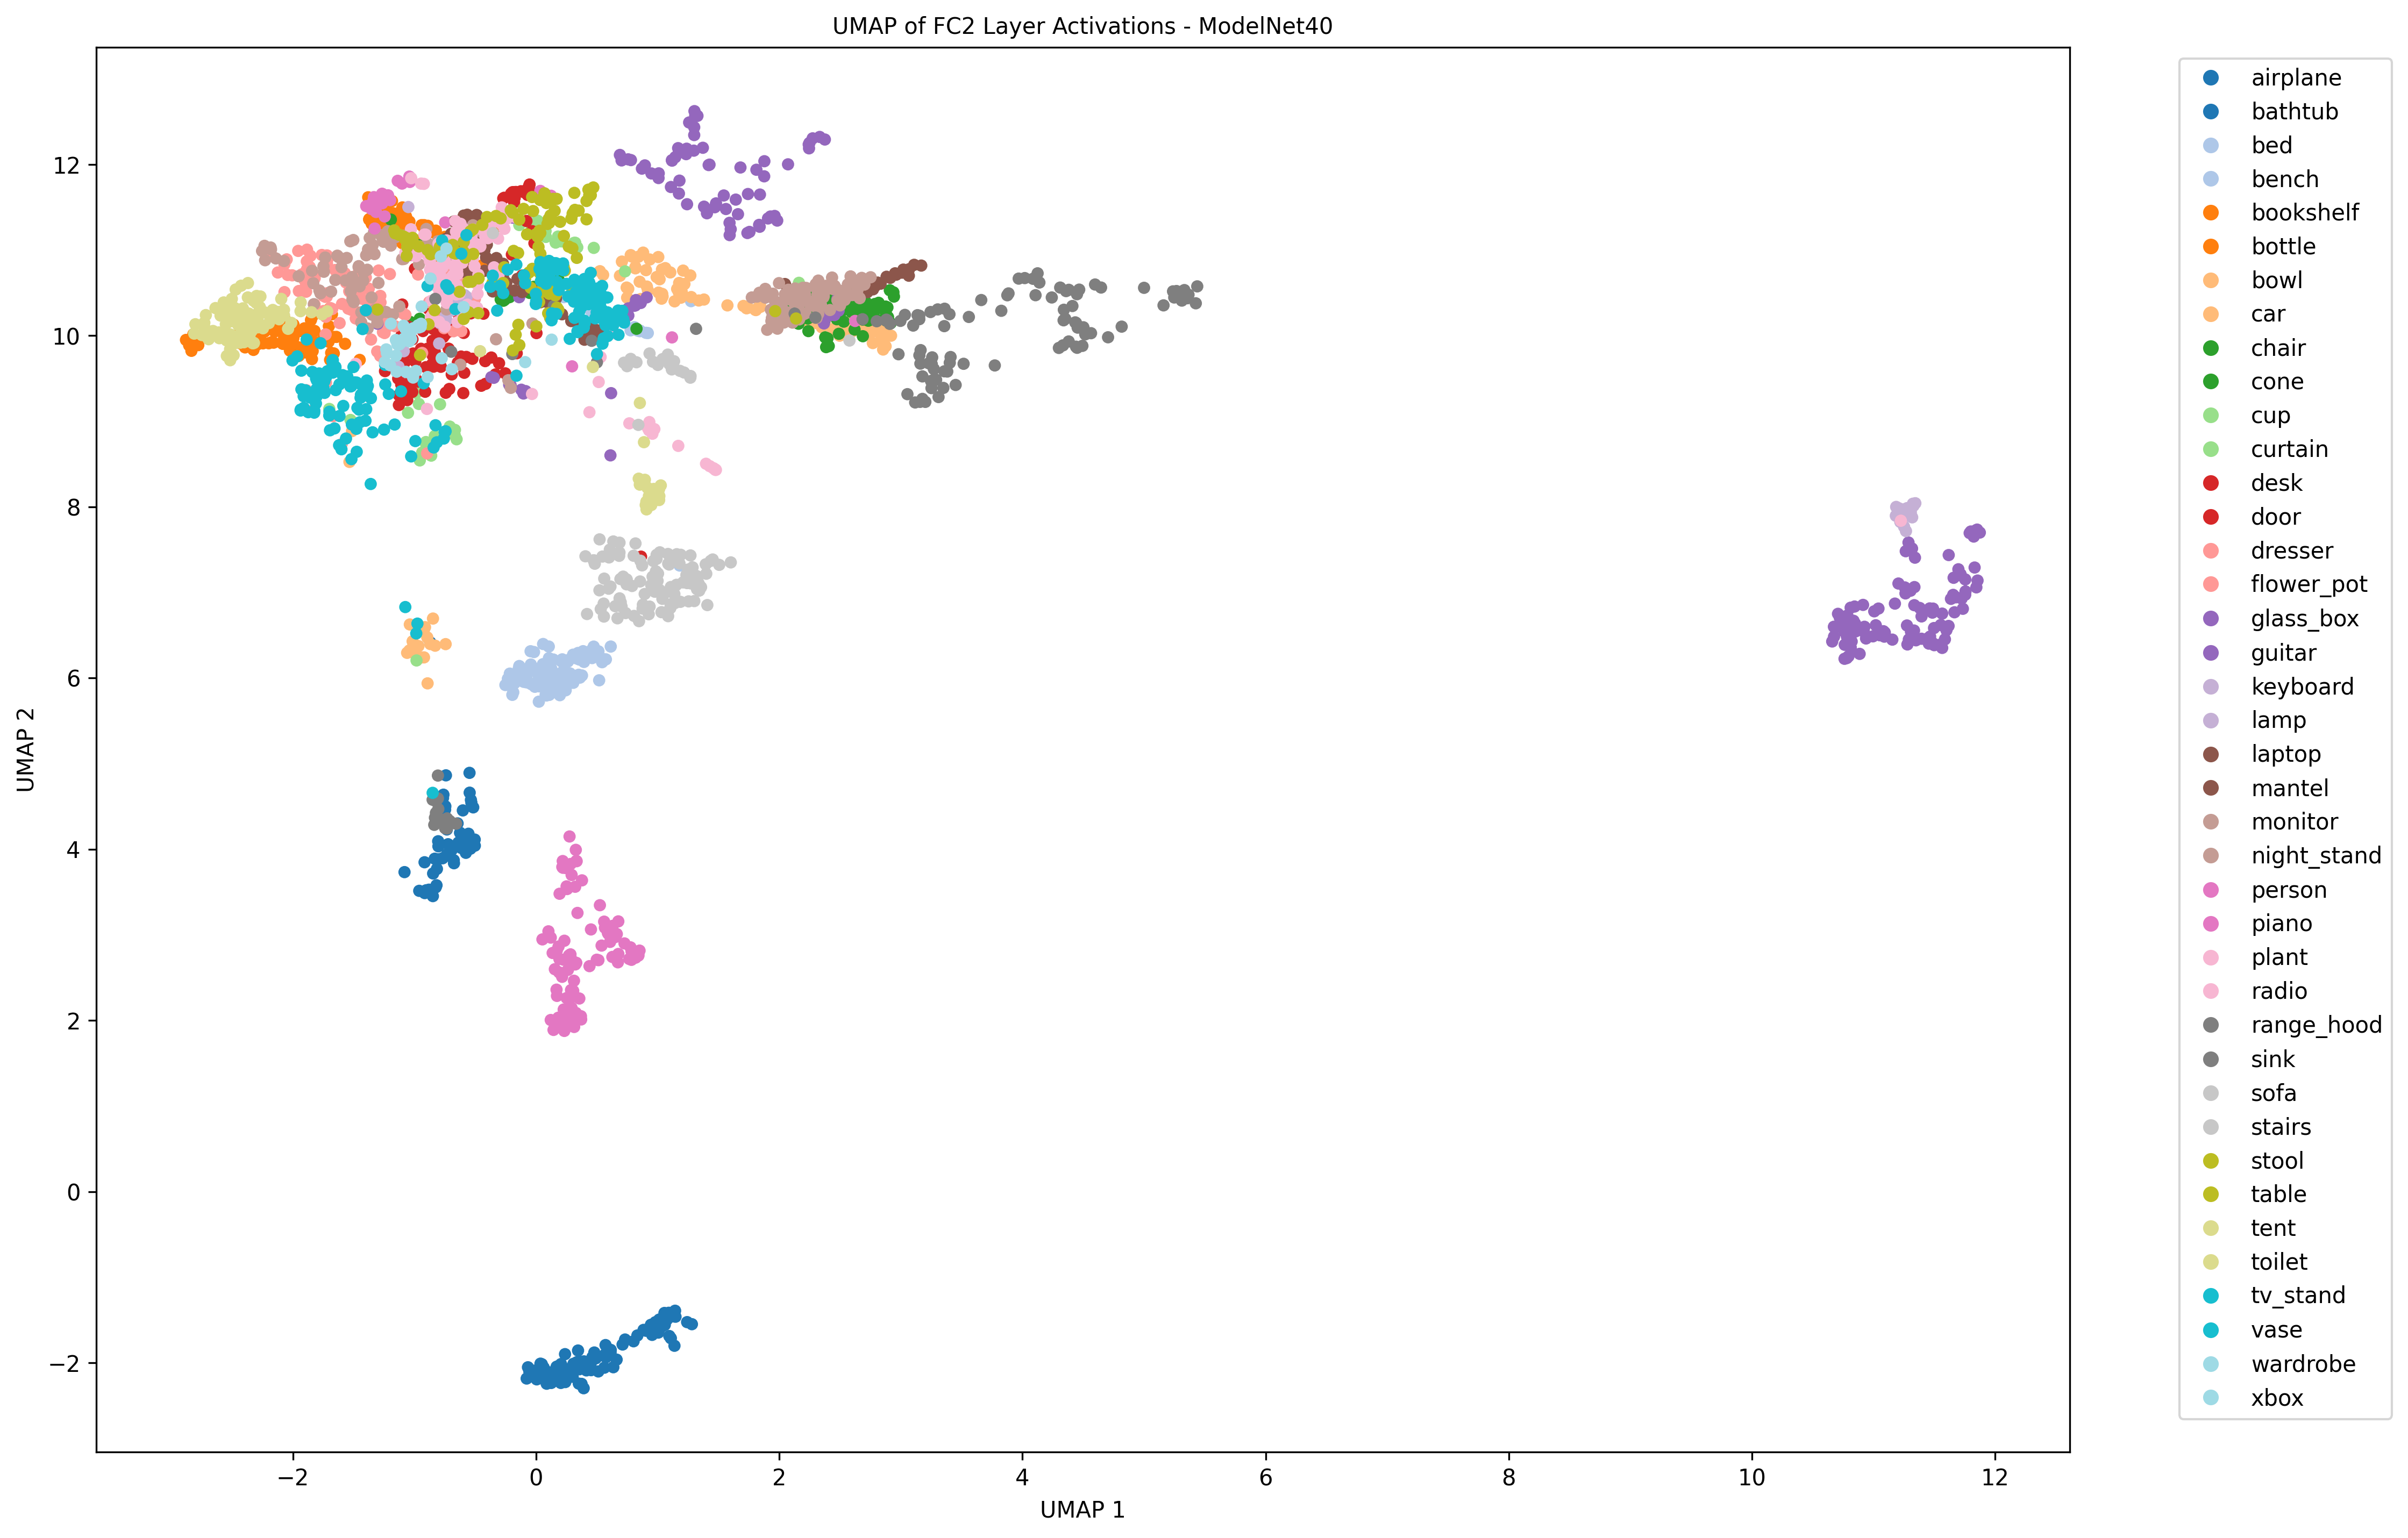 UMAP of FC2 Layer Activations - ModelNet40
12
10
8
6
4
2
0
−2
UMAP 2
−2
0
2
4
6
8
10
12
UMAP 1
airplane
bathtub
bed
bench
bookshelf
bottle
bowl
car
chair
cone
cup
curtain
desk
door
dresser
flower_pot
glass_box
guitar
keyboard
lamp
laptop
mantel
monitor
night_stand
person
piano
plant
radio
range_hood
sink
sofa
stairs
stool
table
tent
toilet
tv_stand
vase
wardrobe
xbox